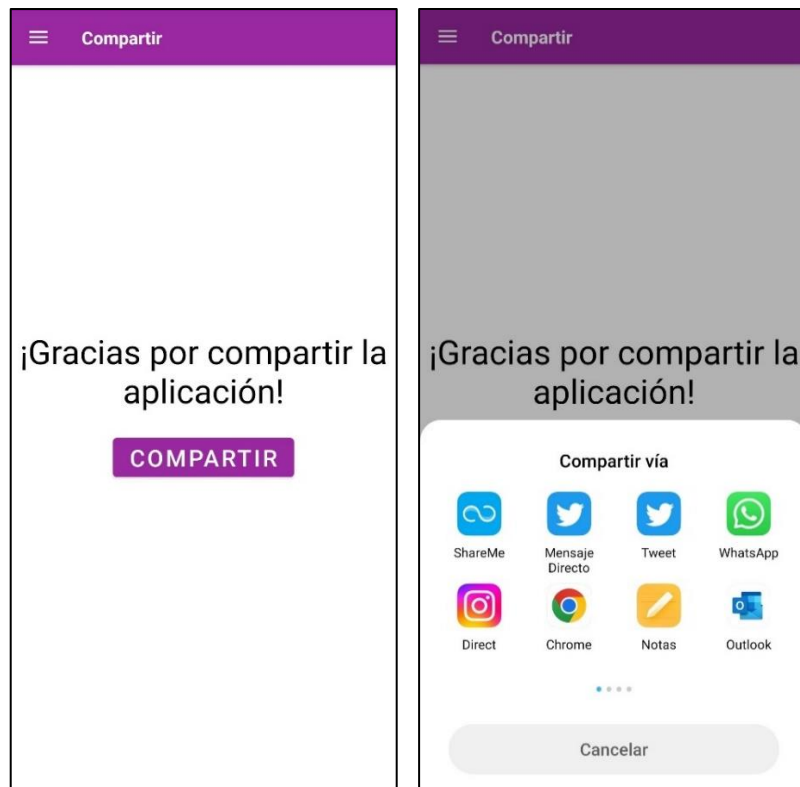 Compartir
¡Gracias por compartir la
aplicación!
COMPARTIR
Compartir
¡Gracias por compartir la
aplicación!
Compartir vía
ShareMe
Mensaje
Directo
Tweet
WhatsApp
Direct
Chrome
Notas
Outlook
Cancelar